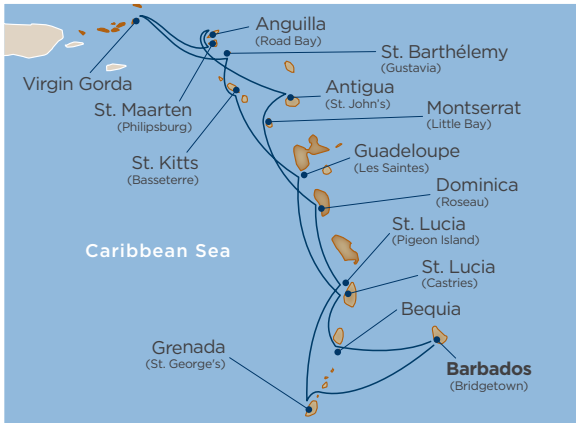 Anguilla
(Road Bay)
St. Barthélemy
(Gustavia)
Virgin Gorda
Antigua
(St. John's)
St. Maarten
(Philipsburg)
Montserrat
(Little Bay)
St. Kitts
(Basseterre)
Guadeloupe
(Les Saintes)
Dominica
(Roseau)
St. Lucia
(Pigeon Island)
Caribbean Sea
St. Lucia
(Castries)
Bequia
Grenada
(St. George's)
Barbados
(Bridgetown)